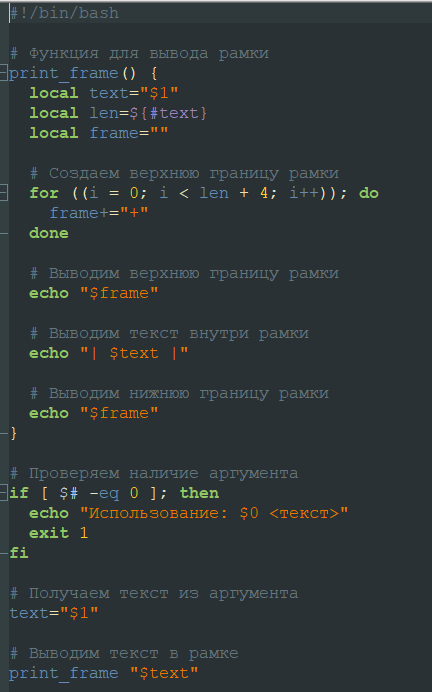 #!/bin/bash

# Функция для вывода рамки
print_frame() {
  local text="$1"
  local len=${#text}
  local frame=""

  # Создаем верхнюю границу рамки
  for ((i = 0; i < len + 4; i++)); do
    frame+="+"
  done

  # Выводим верхнюю границу рамки
  echo "$frame"

  # Выводим текст внутри рамки
  echo "| $text |"

  # Выводим нижнюю границу рамки
  echo "$frame"
}

# Проверяем наличие аргумента
if [ $# -eq 0 ]; then
  echo "Использование: $0 <текст>"
  exit 1
fi

# Получаем текст из аргумента
text="$1"

# Выводим текст в рамке
print_frame "$text"